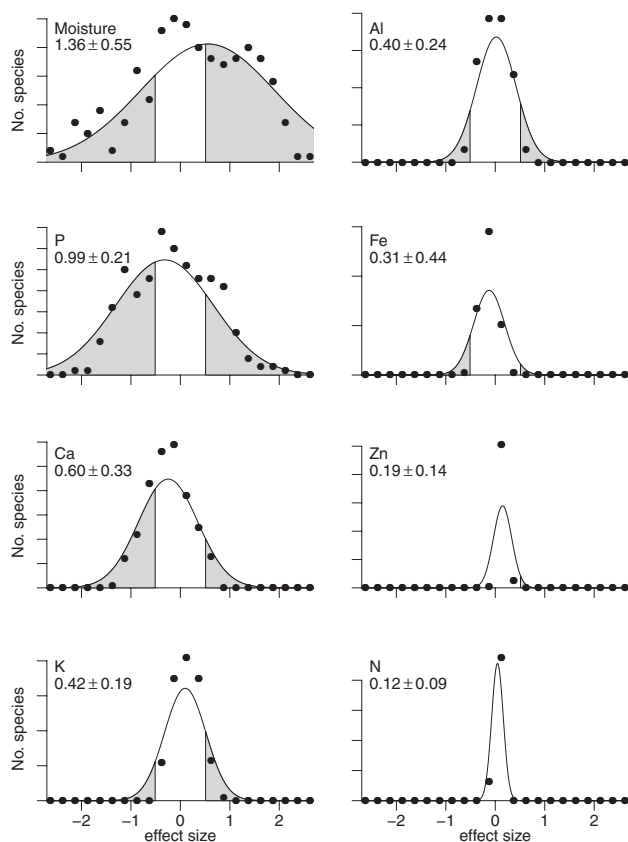 Moisture
1.36±0.55
No. species
Al
0.40±0.24
P
0.99±0.21
No. species
Fe
0.31±0.44
Ca
0.60±0.33
No. species
Zn
0.19±0.14
K
0.42±0.19
No. species
N
0.12±0.09
−2 −1 0 1 2
effect size
−2 −1 0 1 2
effect size